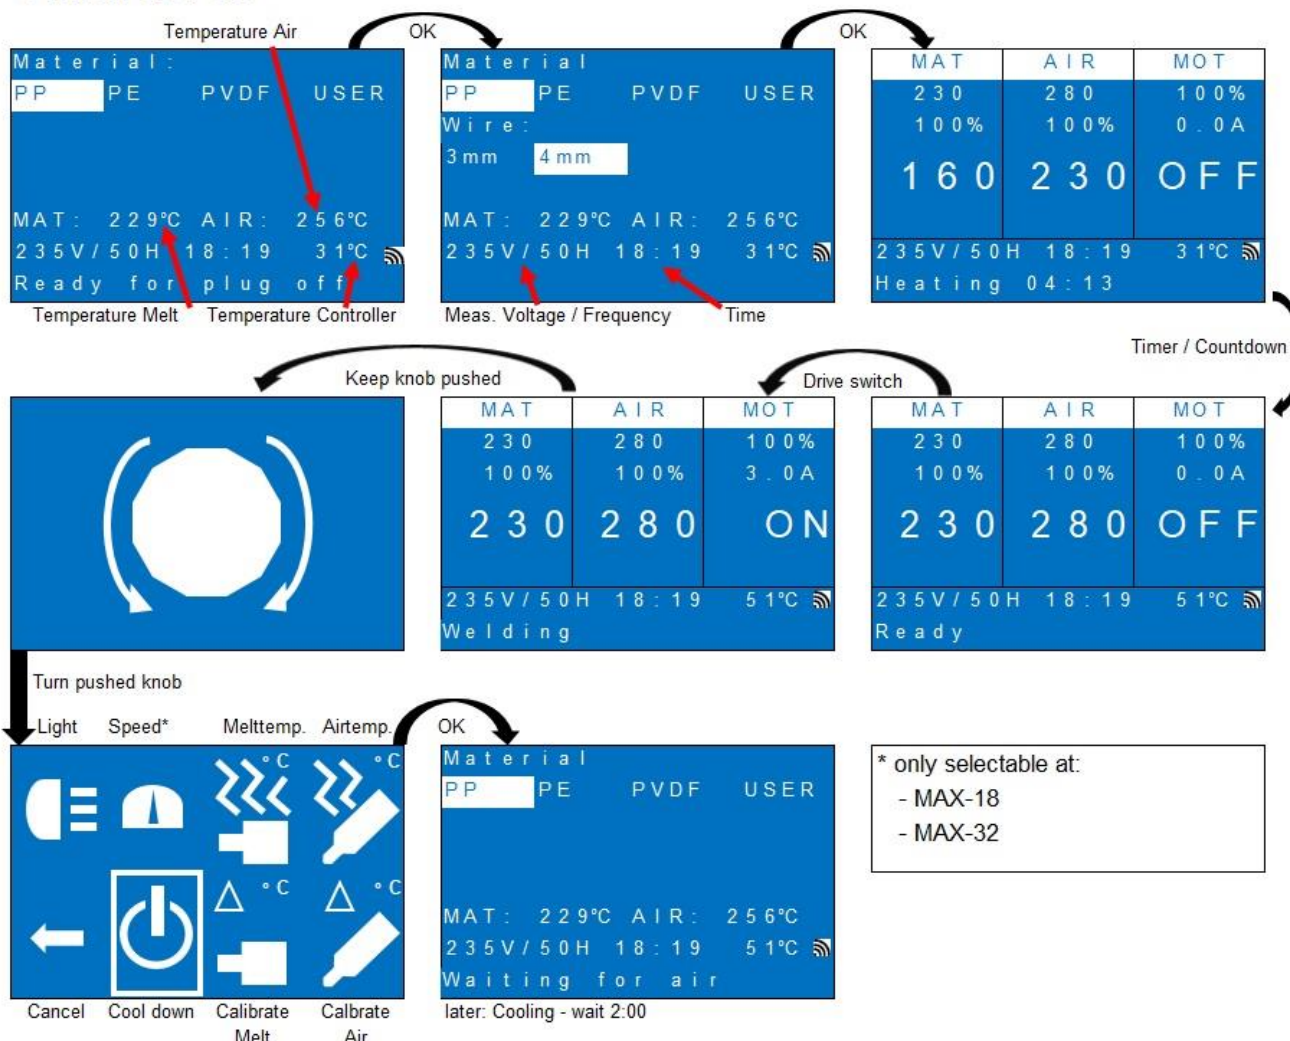 Temperature Air
OK
OK
Material:
PP PE PVDF USER
MAT: 229°C AIR: 256°C
235V/50H 18:19 31°C
Ready for plug off
Material
PP PE PVDF USER
Wire:
3mm 4mm
MAT: 229°C AIR: 256°C
235V/50H 18:19 31°C
MAT AIR MOT
230 280 100%
100% 100% 0.0A
160 230 OFF
235V/50H 18:19 31°C
Heating 04:13
Temperature Melt Temperature Controller
Meas. Voltage / Frequency Time
Timer / Countdown
Keep knob pushed
Drive switch
MAT AIR MOT
230 280 100%
100% 100% 3.0A
230 280 ON
235V/50H 18:19 51°C
Welding
MAT AIR MOT
230 280 100%
100% 100% 0.0A
230 280 OFF
235V/50H 18:19 51°C
Ready
Turn pushed knob
Light Speed* Melttemp. Airtemp.
OK
°C °C
°C °C
Cancel Cool down Calibrate Melt Calbrate Air
Material
PP PE PVDF USER
MAT: 229°C AIR: 256°C
235V/50H 18:19 51°C
Waiting for air
later: Cooling - wait 2:00
* only selectable at:
- MAX-18
- MAX-32